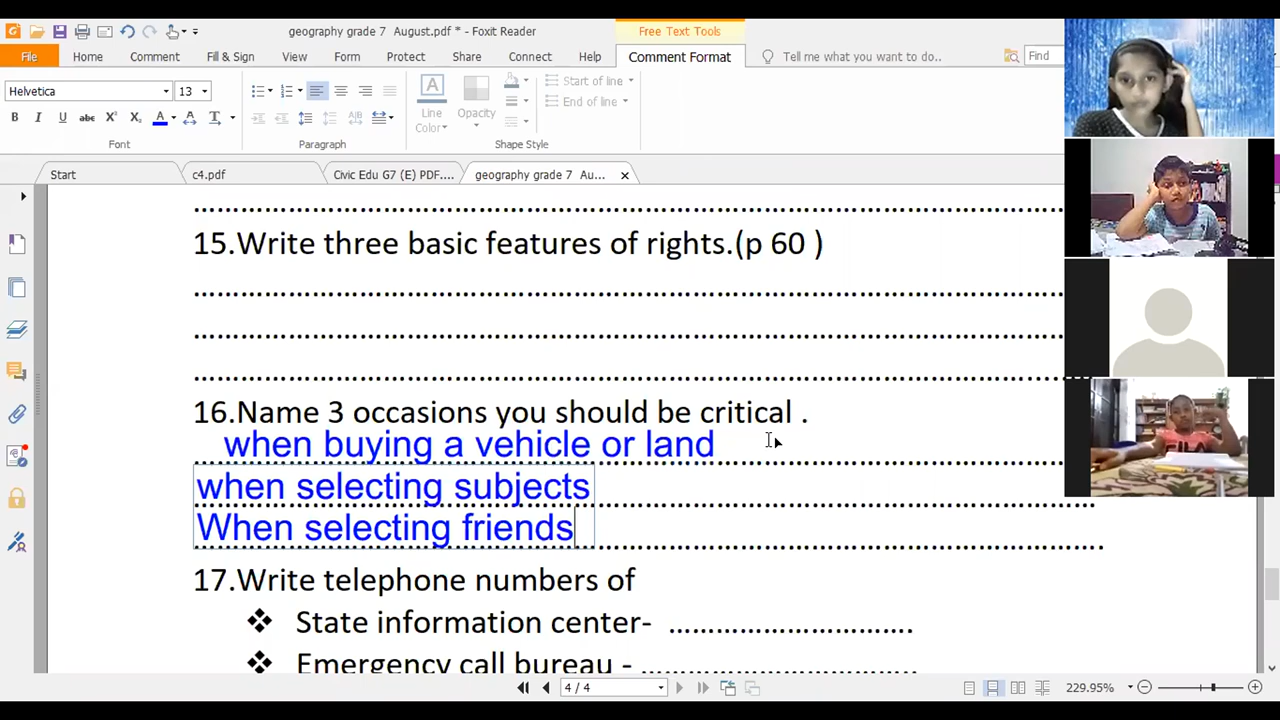 geography grade 7 August.pdf * - Foxit Reader
Free Text Tools
File Home Comment Fill & Sign View Form Protect Share Connect Help Comment Format Tell me what you want to do.. Find
Helvetica 13
Line Color Opacity
Start of line
End of line
Font Paragraph Shape Style
Start c4.pdf Civic Edu G7 (E) PDF.... geography grade 7 Au...
15.Write three basic features of rights.(p 60 )
16.Name 3 occasions you should be critical .
when buying a vehicle or land
when selecting subjects
When selecting friends
17.Write telephone numbers of
❖ State information center- ……………………………
❖ Emergency call bureau - ……………………………
4 / 4 229.95%
FILA